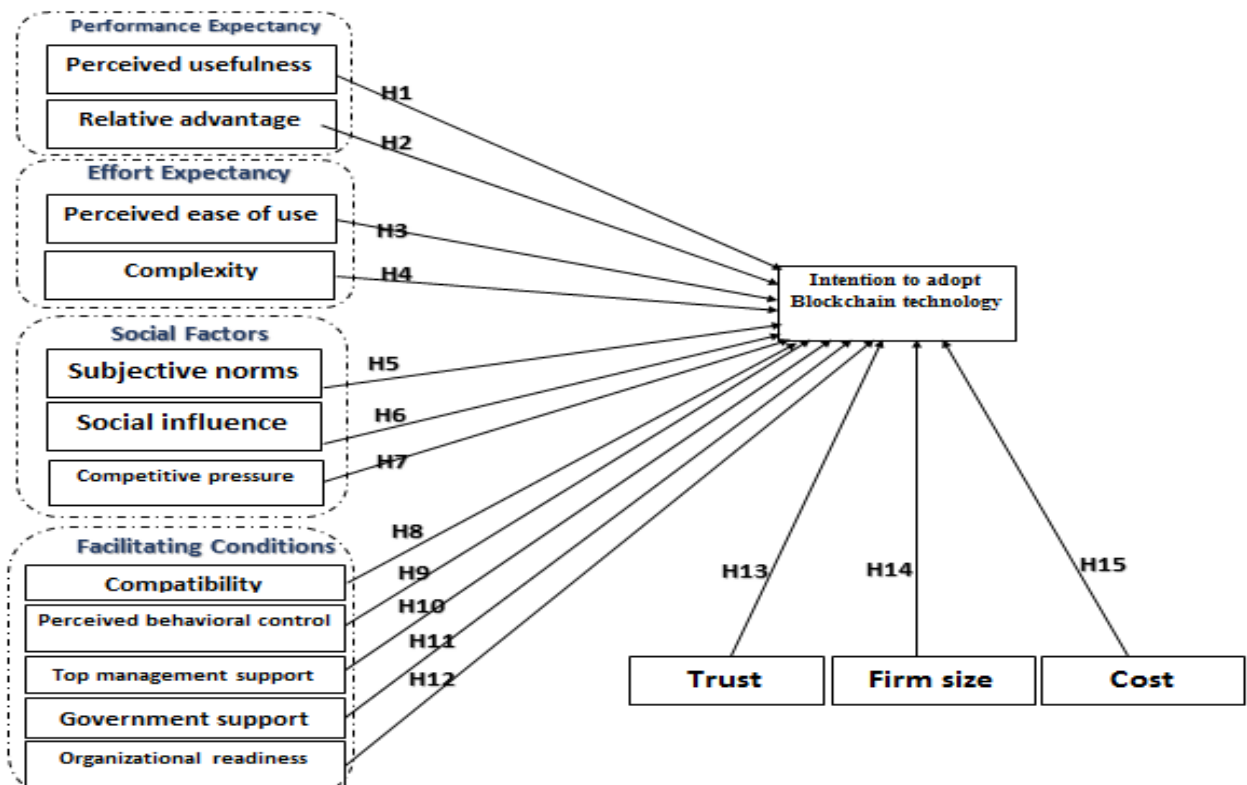 Performance Expectancy
Perceived usefulness
H1
Relative advantage
H2
Effort Expectancy
Perceived ease of use
H3
Complexity
H4
Intention to adopt
Blockchain technology
Social Factors
Subjective norms
H5
Social influence
H6
Competitive pressure
H7
Facilitating Conditions
H8
Compatibility
H9
Perceived behavioral control
H10
Top management support
H11
Government support
H12
Organizational readiness
H13
H14
H15
Trust
Firm size
Cost